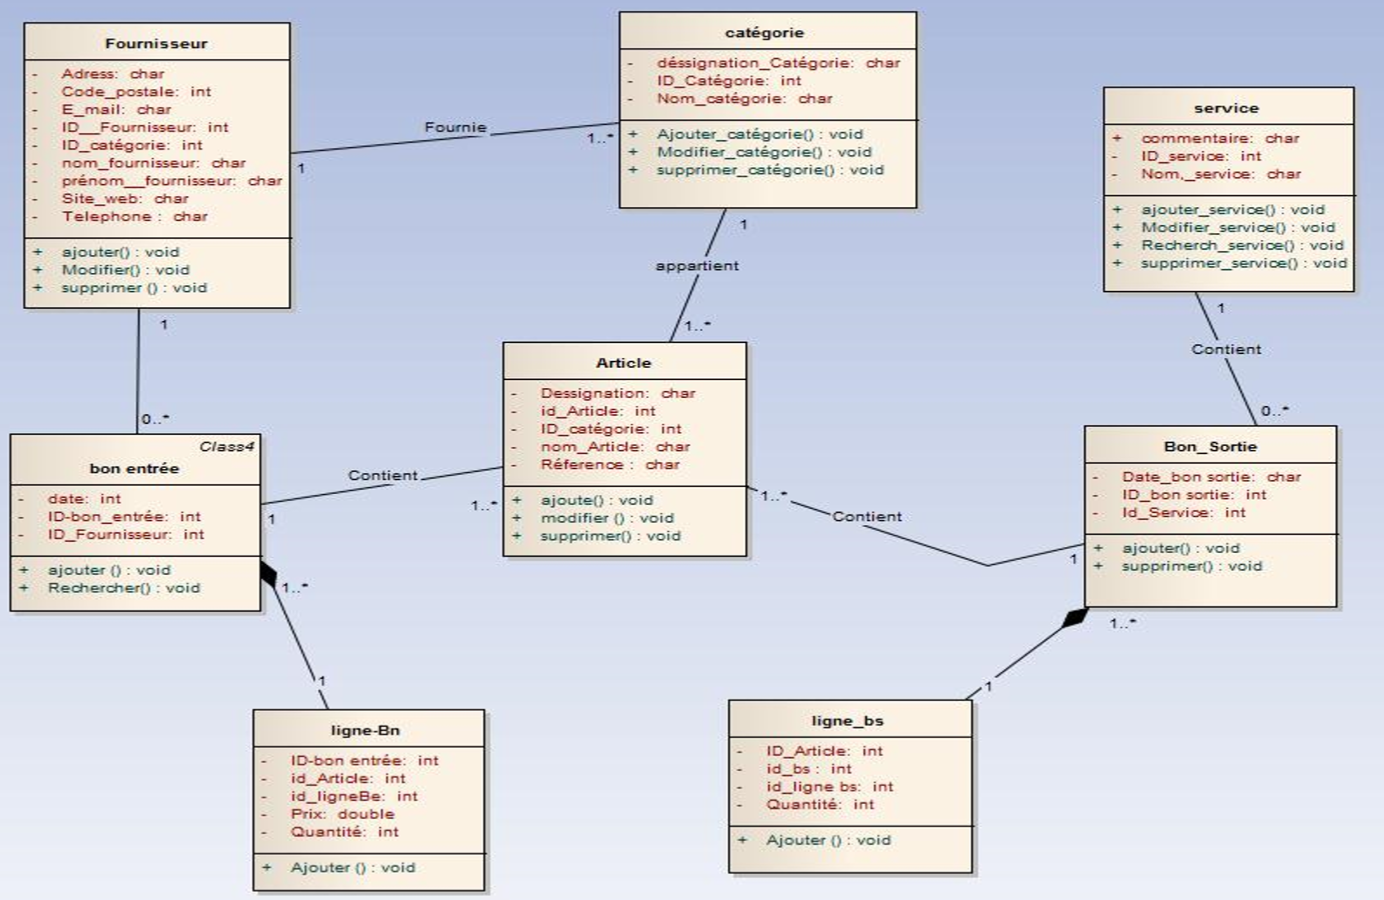 Fournisseur
- Adress: char
- Code_postale: int
- E_mail: char
- ID__Fournisseur: int
- ID_catégorie: int
- nom_fournisseur: char
- prénom__fournisseur: char
- Site_web: char
- Telephone : char
+ ajouter() : void
+ Modifier() : void
+ supprimer () : void
Fournie
1
1..*
catégorie
- déssignation_Catégorie: char
- ID_Catégorie: int
- Nom_catégorie: char
+ Ajouter_catégorie() : void
+ Modifier_catégorie() : void
+ supprimer_catégorie() : void
service
+ commentaire: char
- ID_service: int
- Nom,_service: char
+ ajouter_service() : void
+ Modifier_service() : void
+ Recherch_service() : void
+ supprimer_service() : void
1
appartient
1..*
1
Contient
0..*
1
0..*
Class4
bon entrée
- date: int
- ID-bon_entrée: int
- ID_Fournisseur: int
+ ajouter () : void
+ Rechercher() : void
Contient
1
1..*
Article
- Dessignation: char
- id_Article: int
- ID_catégorie: int
- nom_Article: char
- Réference : char
+ ajoute() : void
+ modifier () : void
+ supprimer() : void
1..*
Contient
1
Bon_Sortie
- Date_bon sortie: char
- ID_bon sortie: int
- Id_Service: int
+ ajouter() : void
+ supprimer() : void
1..*
1
1..*
1
ligne-Bn
- ID-bon entrée: int
- id_Article: int
- id_ligneBe: int
- Prix: double
- Quantité: int
+ Ajouter () : void
ligne_bs
- ID_Article: int
- id_bs : int
- id_ligne bs: int
- Quantité: int
+ Ajouter () : void